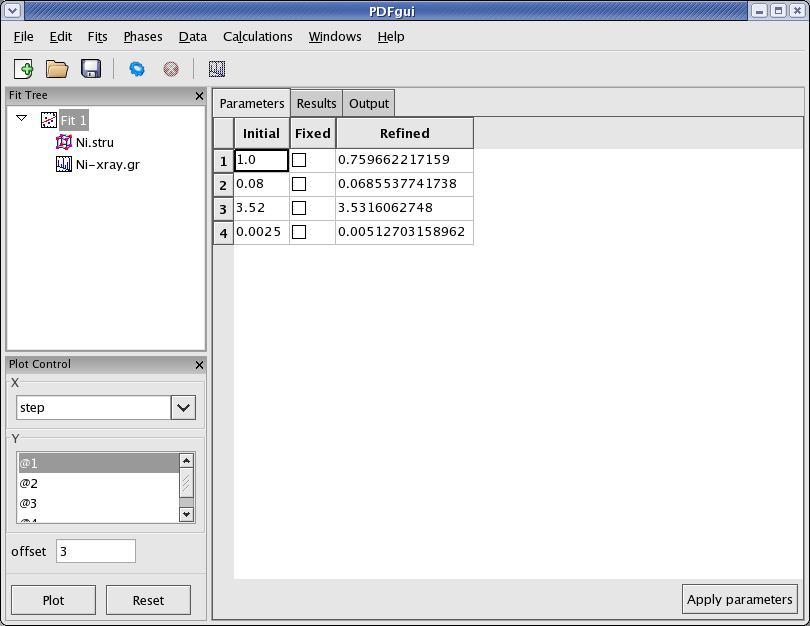 PDFgui
File Edit Fits Phases Data Calculations Windows Help
Fit Tree
Fit 1
Ni.stru
Ni-xray.gr
Plot Control
X
step
Y
@1
@2
@3
@4
offset 3
Plot Reset
Parameters Results Output
Initial Fixed Refined
1 1.0 0.759662217159
2 0.08 0.0685537741738
3 3.52 3.5316062748
4 0.0025 0.00512703158962
Apply parameters